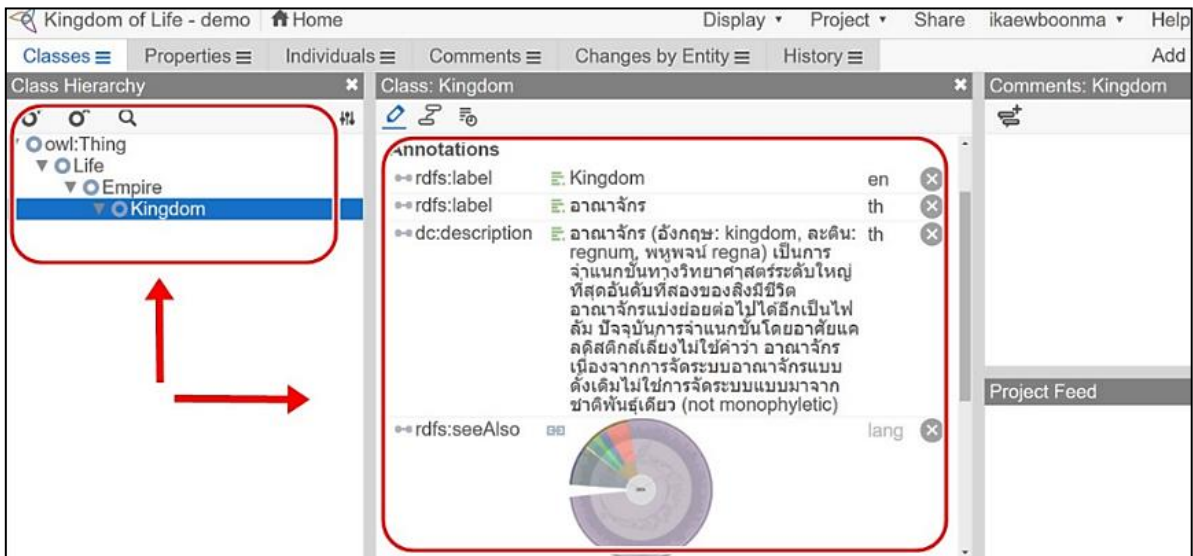 Kingdom of Life - demo Home Display Project Share ikaewboonma Help
Classes Properties Individuals Comments Changes by Entity History Add
Class Hierarchy
owl:Thing
Life
Empire
Kingdom
Class: Kingdom
Annotations
rdfs:label Kingdom en
rdfs:label อาณาจักร th
dc:description อาณาจักร (อังกฤษ: kingdom, ละติน: th
regnum, พหูพจน์ regna) เป็นการ
จำแนกขั้นทางวิทยาศาสตร์ระดับใหญ่
ที่สุดอันดับที่สองของสิ่งมีชีวิต
อาณาจักรแบ่งย่อยต่อไปได้อีกเป็นไฟ
ลัม ปัจจุบันการจำแนกขั้นโดยอาศัยแค
ลดิสติกส์เลี่ยงไม่ใช้คำว่า อาณาจักร
เนื่องจากการจัดระบบอาณาจักรแบบ
ดั้งเดิมไม่ใช่การจัดระบบแบบมาจาก
ชาติพันธุ์เดียว (not monophyletic)
rdfs:seeAlso lang
Comments: Kingdom
Project Feed